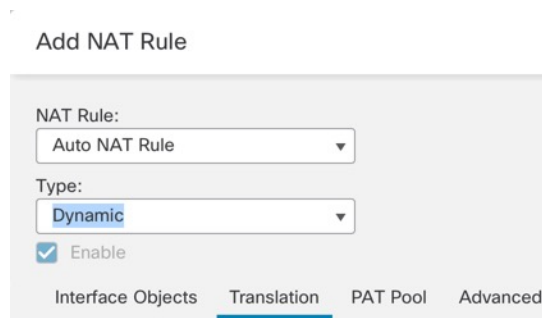 Add NAT Rule
NAT Rule:
Auto NAT Rule
Type:
Dynamic
Enable
Interface Objects Translation PAT Pool Advanced